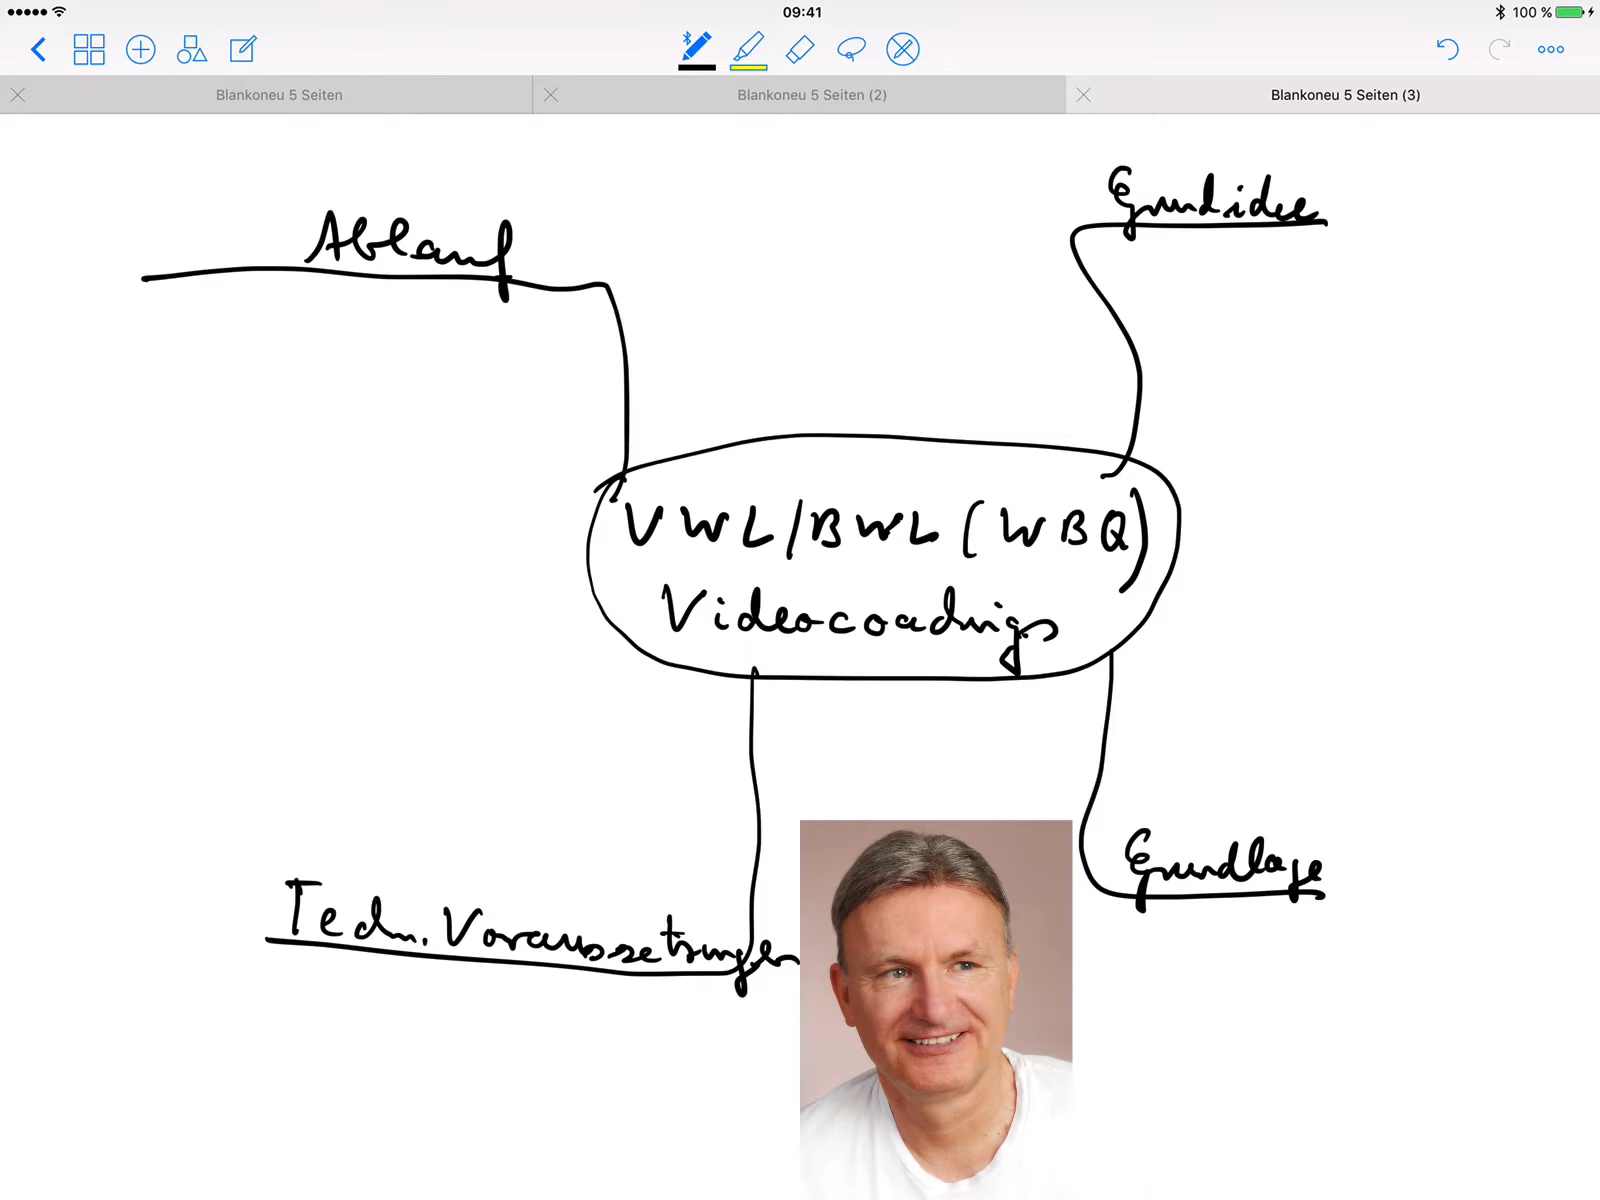 09:41
100 %
Blankoneu 5 Seiten
Blankoneu 5 Seiten (2)
Blankoneu 5 Seiten (3)
Ablauf
Grundidee
VWL/BWL (WBQ)
Videocoachings
Techn. Voraussetzungen
Grundlage